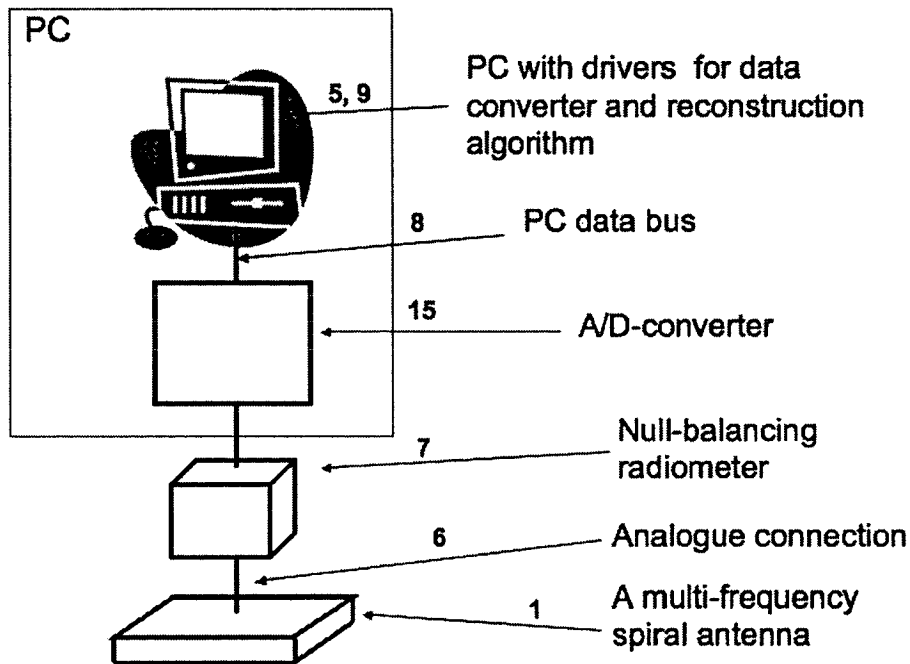 PC
5, 9
PC with drivers for data
converter and reconstruction
algorithm
8
PC data bus
15
A/D-converter
7
Null-balancing
radiometer
6
Analogue connection
1
A multi-frequency
spiral antenna